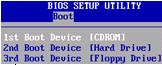 BIOS SETUP UTILITY
Boot
1st Boot Device [CDROM]
2nd Boot Device [Hard Drive]
3rd Boot Device [Floppy Drive]